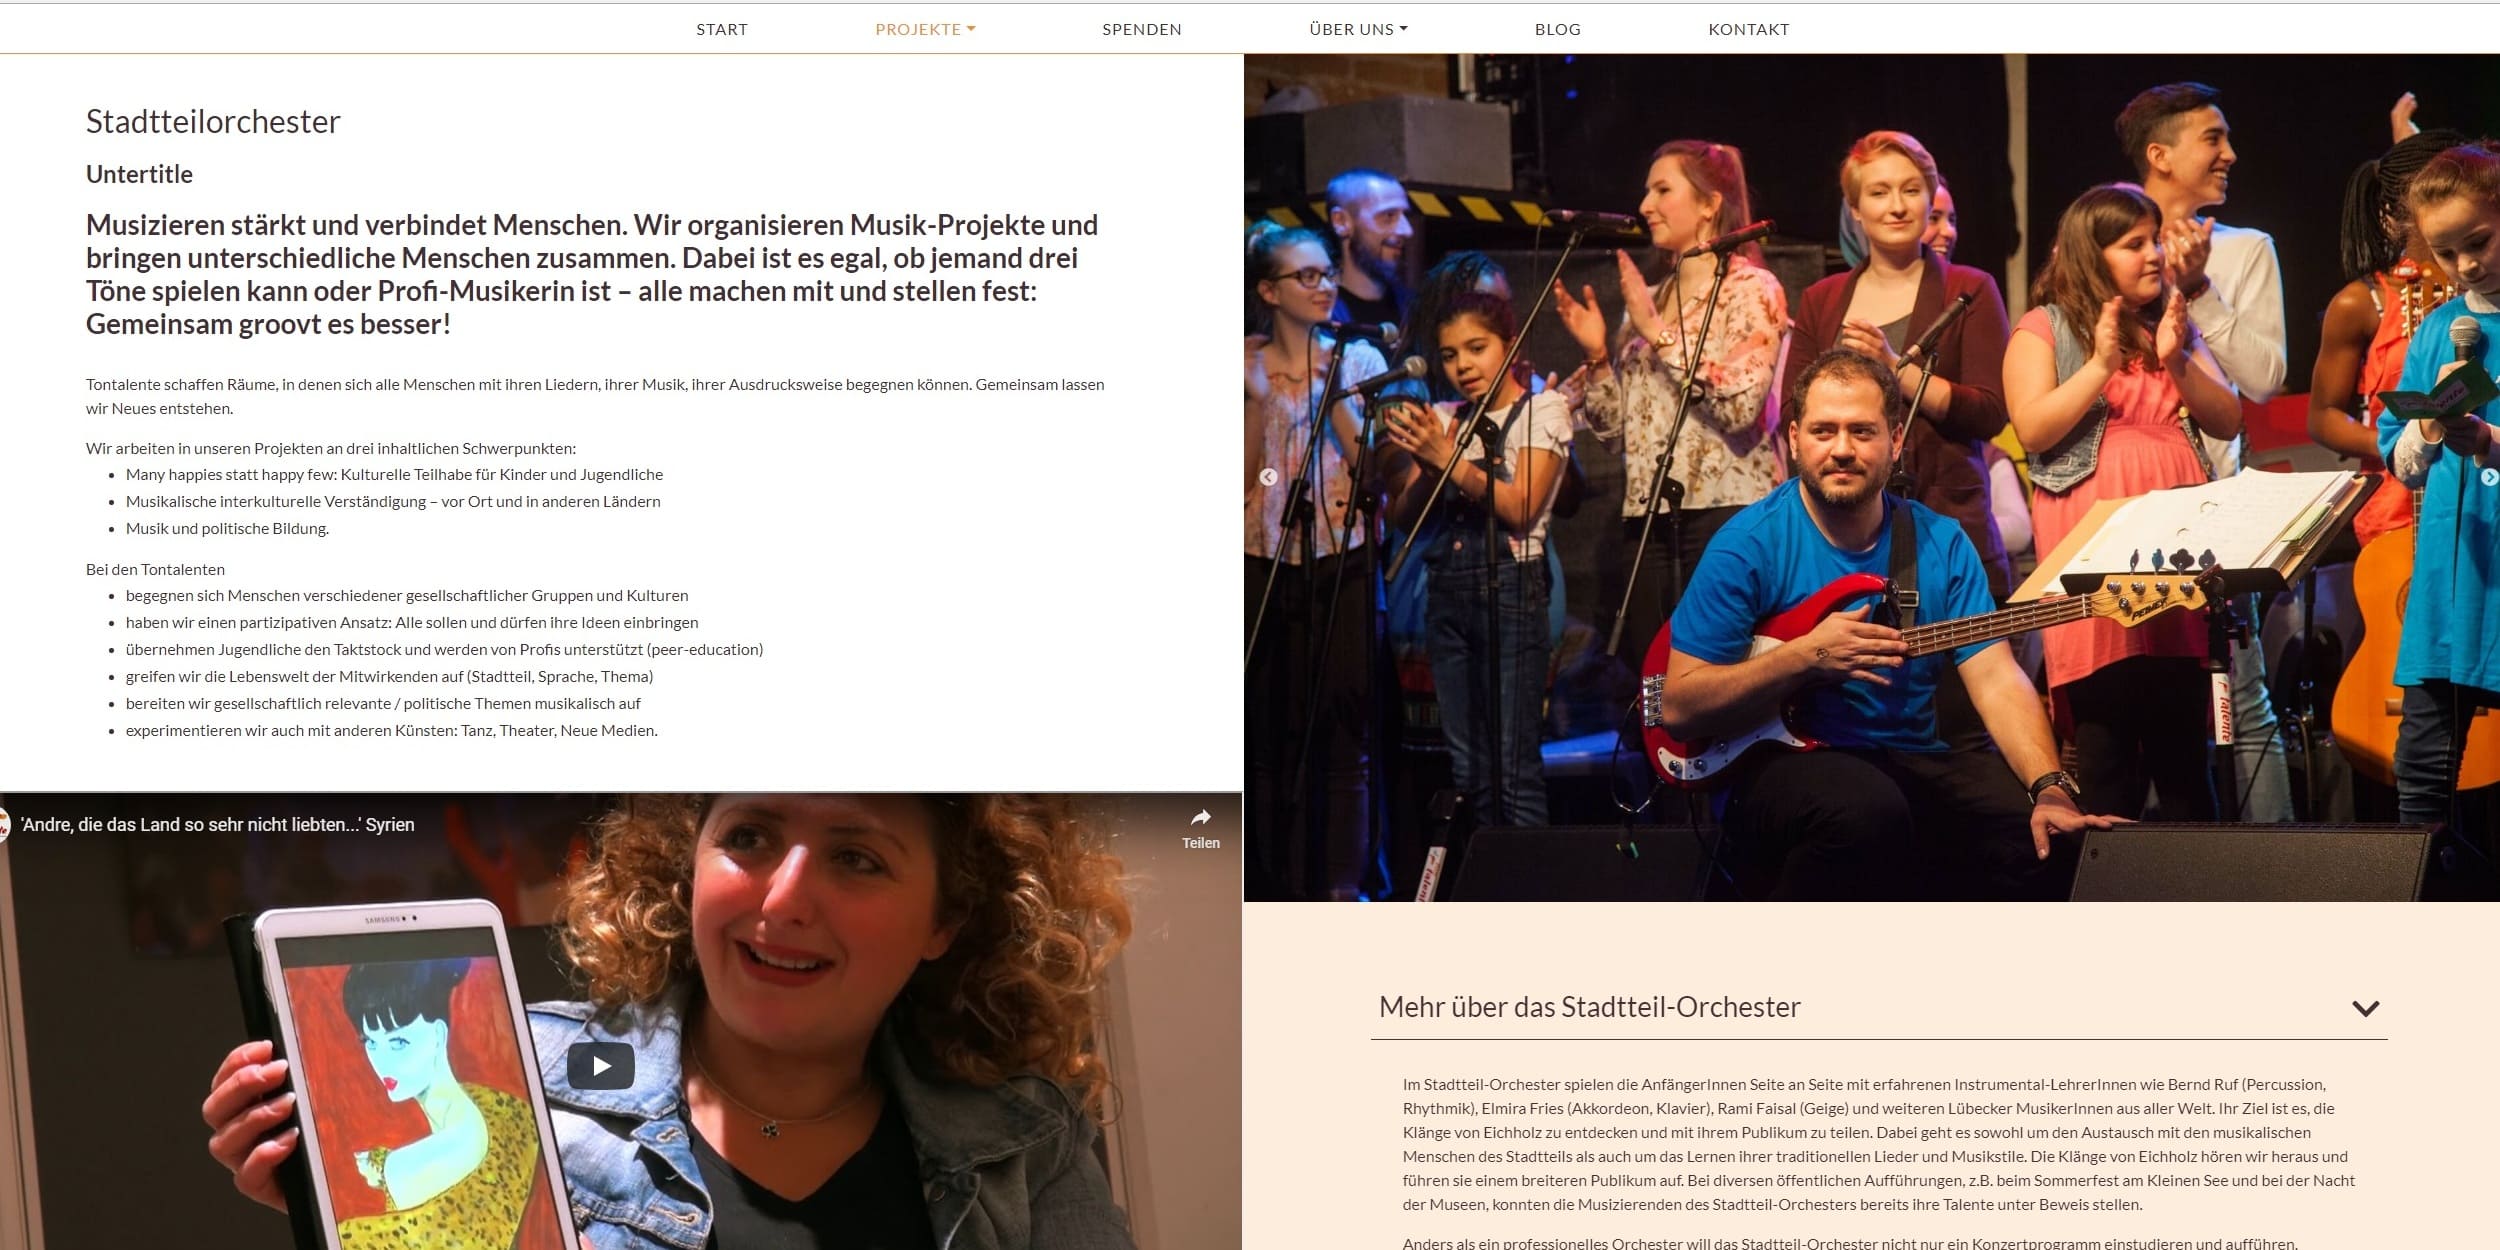 START PROJEKTE SPENDEN ÜBER UNS BLOG KONTAKT
Stadtteilorchester
Untertitle
Musizieren stärkt und verbindet Menschen. Wir organisieren Musik-Projekte und
bringen unterschiedliche Menschen zusammen. Dabei ist es egal, ob jemand drei
Töne spielen kann oder Profi-Musikerin ist – alle machen mit und stellen fest:
Gemeinsam groovt es besser!
Tontalente schaffen Räume, in denen sich alle Menschen mit ihren Liedern, ihrer Musik, ihrer Ausdrucksweise begegnen können. Gemeinsam lassen
wir Neues entstehen.
Wir arbeiten in unseren Projekten an drei inhaltlichen Schwerpunkten:
• Many happies statt happy few: Kulturelle Teilhabe für Kinder und Jugendliche
• Musikalische interkulturelle Verständigung – vor Ort und in anderen Ländern
• Musik und politische Bildung.
Bei den Tontalenten
• begegnen sich Menschen verschiedener gesellschaftlicher Gruppen und Kulturen
• haben wir einen partizipativen Ansatz: Alle sollen und dürfen ihre Ideen einbringen
• übernehmen Jugendliche den Taktstock und werden von Profis unterstützt (peer-education)
• greifen wir die Lebenswelt der Mitwirkenden auf (Stadtteil, Sprache, Thema)
• bereiten wir gesellschaftlich relevante / politische Themen musikalisch auf
• experimentieren wir auch mit anderen Künsten: Tanz, Theater, Neue Medien.
'Andre, die das Land so sehr nicht liebten...' Syrien
Teilen
SAMSUNG
PEAVEY
talente
talente
Mehr über das Stadtteil-Orchester
Im Stadtteil-Orchester spielen die AnfängerInnen Seite an Seite mit erfahrenen Instrumental-LehrerInnen wie Bernd Ruf (Percussion,
Rhythmik), Elmira Fries (Akkordeon, Klavier), Rami Faisal (Geige) und weiteren Lübecker MusikerInnen aus aller Welt. Ihr Ziel ist es, die
Klänge von Eichholz zu entdecken und mit ihrem Publikum zu teilen. Dabei geht es sowohl um den Austausch mit den musikalischen
Menschen des Stadtteils als auch um das Lernen ihrer traditionellen Lieder und Musikstile. Die Klänge von Eichholz hören wir heraus und
führen sie einem breiteren Publikum auf. Bei diversen öffentlichen Aufführungen, z.B. beim Sommerfest am Kleinen See und bei der Nacht
der Museen, konnten die Musizierenden des Stadtteil-Orchesters bereits ihre Talente unter Beweis stellen.
Anders als ein professionelles Orchester will das Stadtteil-Orchester nicht nur ein Konzertprogramm einstudieren und aufführen,